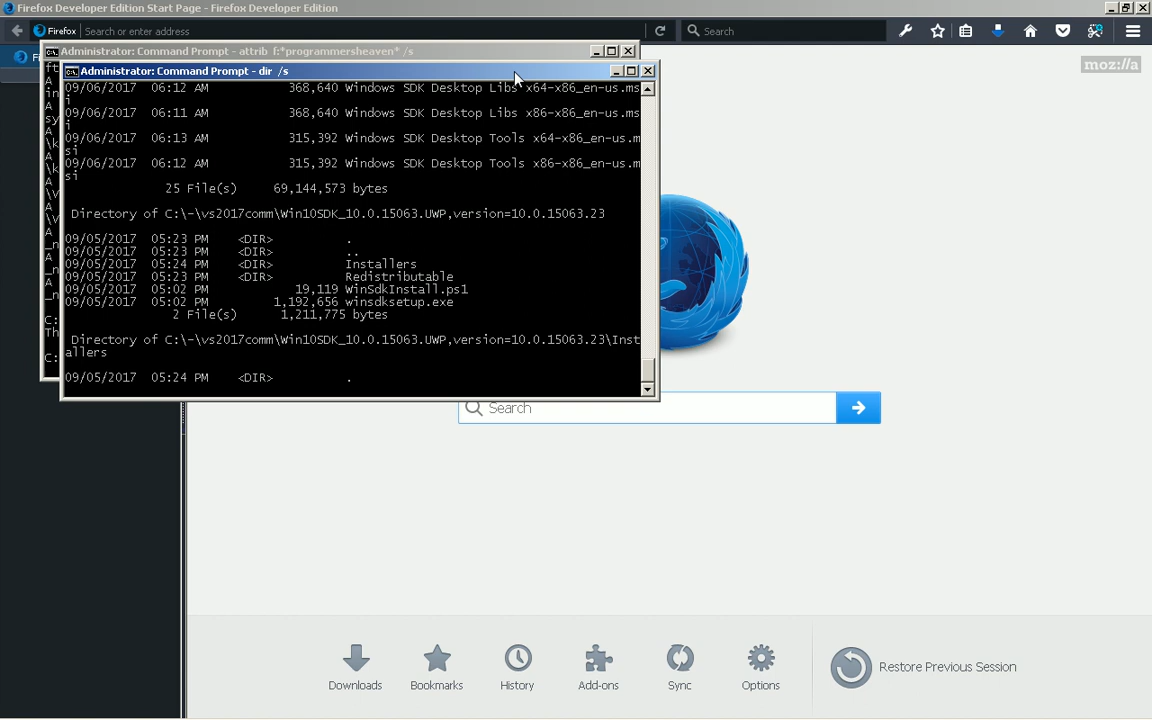 Firefox Developer Edition Start Page - Firefox Developer Edition
Firefox
Search or enter address
Search
Administrator: Command Prompt - attrib f:*programmersheaven* /s
moz://a
Administrator: Command Prompt - dir /s
09/06/2017 06:12 AM 368,640 Windows SDK Desktop Libs x64-x86_en-us.ms
i
09/06/2017 06:11 AM 368,640 Windows SDK Desktop Libs x86-x86_en-us.ms
i
09/06/2017 06:13 AM 315,392 Windows SDK Desktop Tools x64-x86_en-us.m
si
09/06/2017 06:12 AM 315,392 Windows SDK Desktop Tools x86-x86_en-us.m
si
25 File(s) 69,144,573 bytes
Directory of C:\-\vs2017comm\Win10SDK_10.0.15063.UWP,version=10.0.15063.23
09/05/2017 05:23 PM <DIR> .
09/05/2017 05:23 PM <DIR> ..
09/05/2017 05:24 PM <DIR> Installers
09/05/2017 05:23 PM <DIR> Redistributable
09/05/2017 05:02 PM 19,119 WinSdkInstall.ps1
09/05/2017 05:02 PM 1,192,656 winsdksetup.exe
2 File(s) 1,211,775 bytes
Directory of C:\-\vs2017comm\Win10SDK_10.0.15063.UWP,version=10.0.15063.23\Inst
allers
09/05/2017 05:24 PM <DIR> .
Search
Downloads
Bookmarks
History
Add-ons
Sync
Options
Restore Previous Session